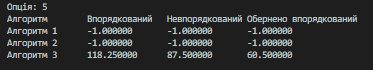 Опція: 5
Алгоритм Впорядкований Невпорядкований Обернено впорядкований
Алгоритм 1 -1.000000 -1.000000 -1.000000
Алгоритм 2 -1.000000 -1.000000 -1.000000
Алгоритм 3 118.250000 87.500000 60.500000